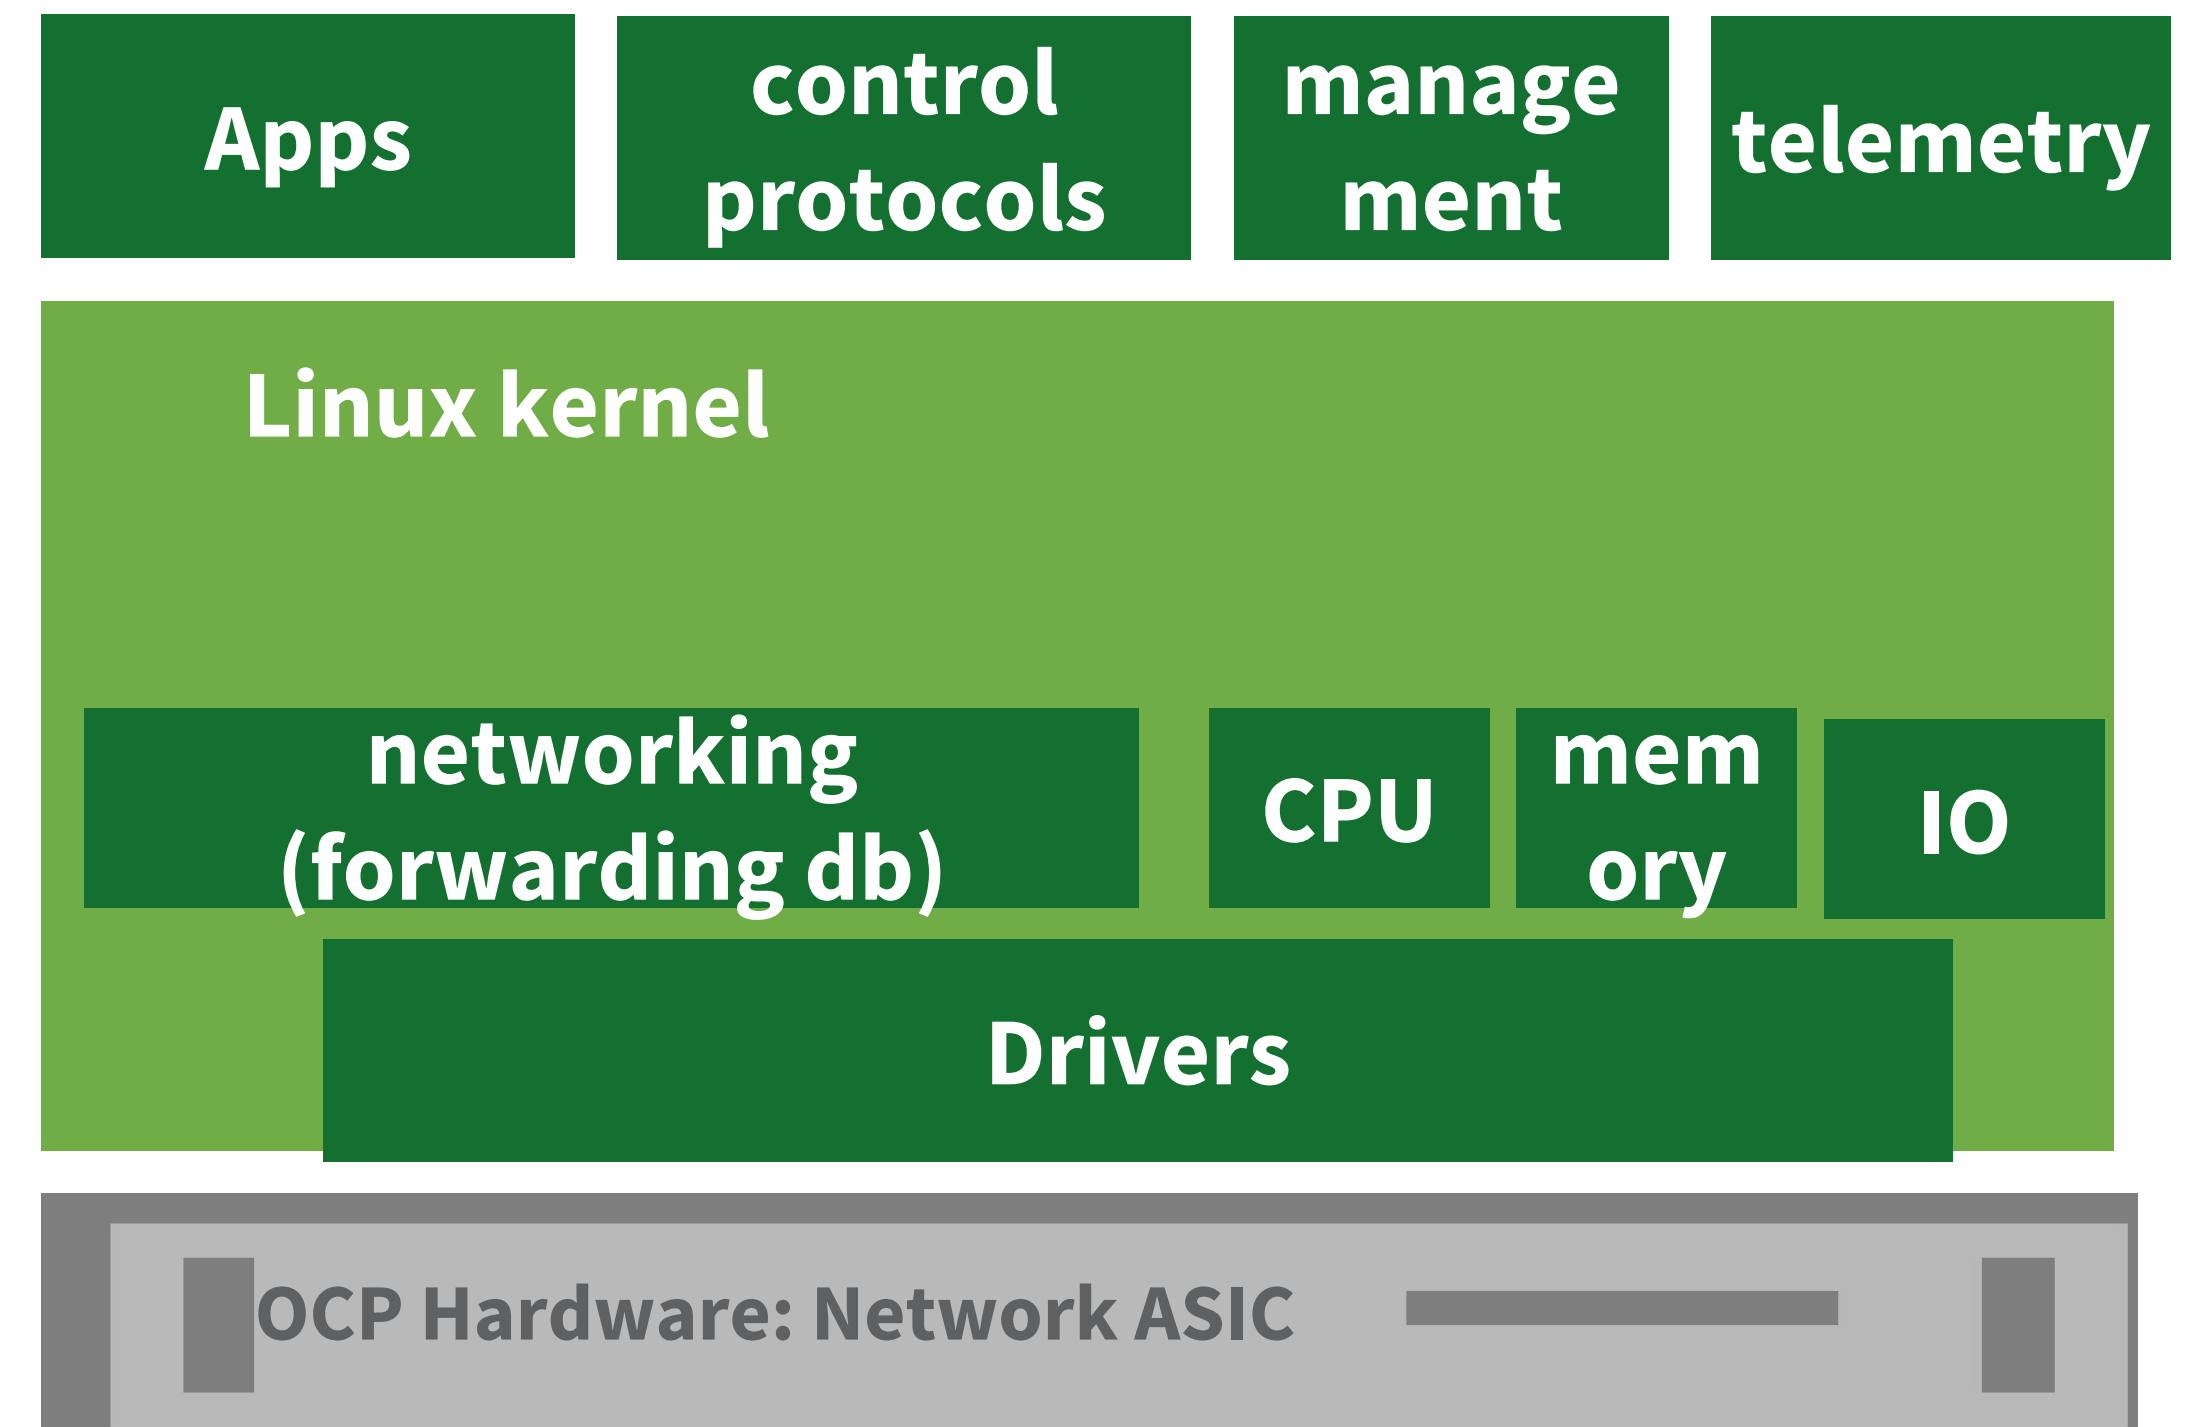 Apps
control
protocols
manage
ment
telemetry
Linux kernel
networking
(forwarding db)
CPU
mem
ory
IO
Drivers
OCP Hardware: Network ASIC